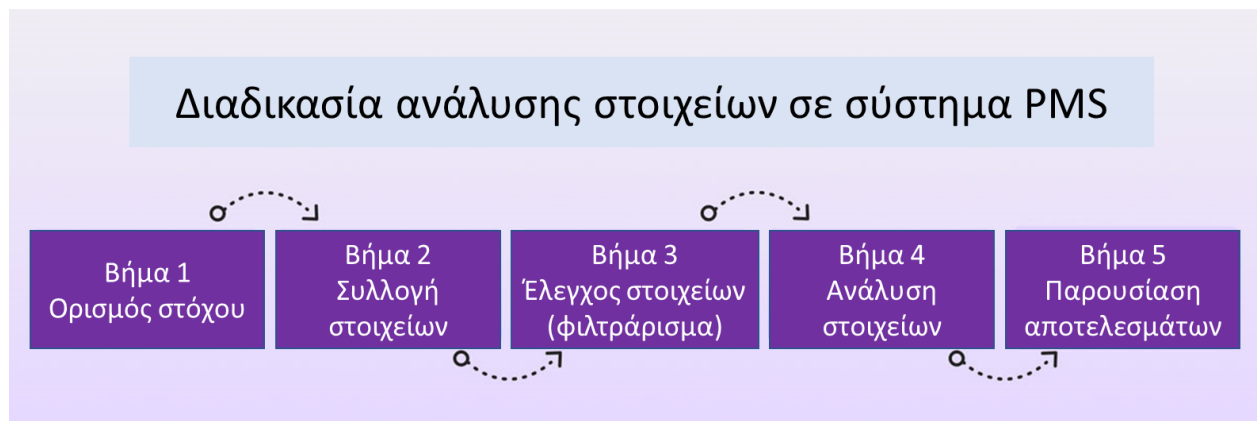 Διαδικασία ανάλυσης στοιχείων σε σύστημα PMS
Βήμα 1
Ορισμός στόχου
Βήμα 2
Συλλογή
στοιχείων
Βήμα 3
Έλεγχος στοιχείων
(φιλτράρισμα)
Βήμα 4
Ανάλυση
στοιχείων
Βήμα 5
Παρουσίαση
αποτελεσμάτων